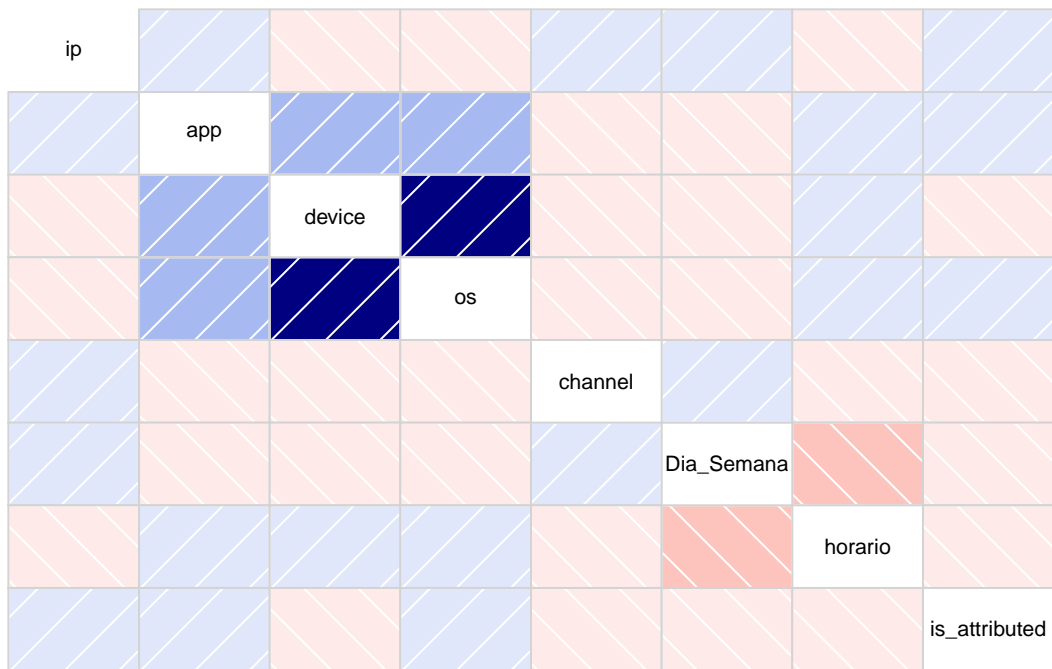 ip
app
device
os
channel
Dia_Semana
horario
is_attributed